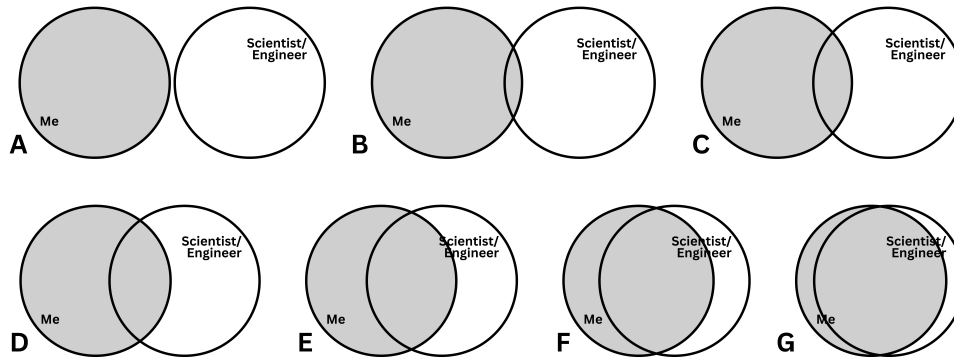 Scientist/
Engineer
Me
A
Scientist/
Engineer
Me
B
Scientist/
Engineer
Me
C
Scientist/
Engineer
Me
D
Scientist/
Engineer
Me
E
Scientist/
Engineer
Me
F
Scientist/
Engineer
Me
G